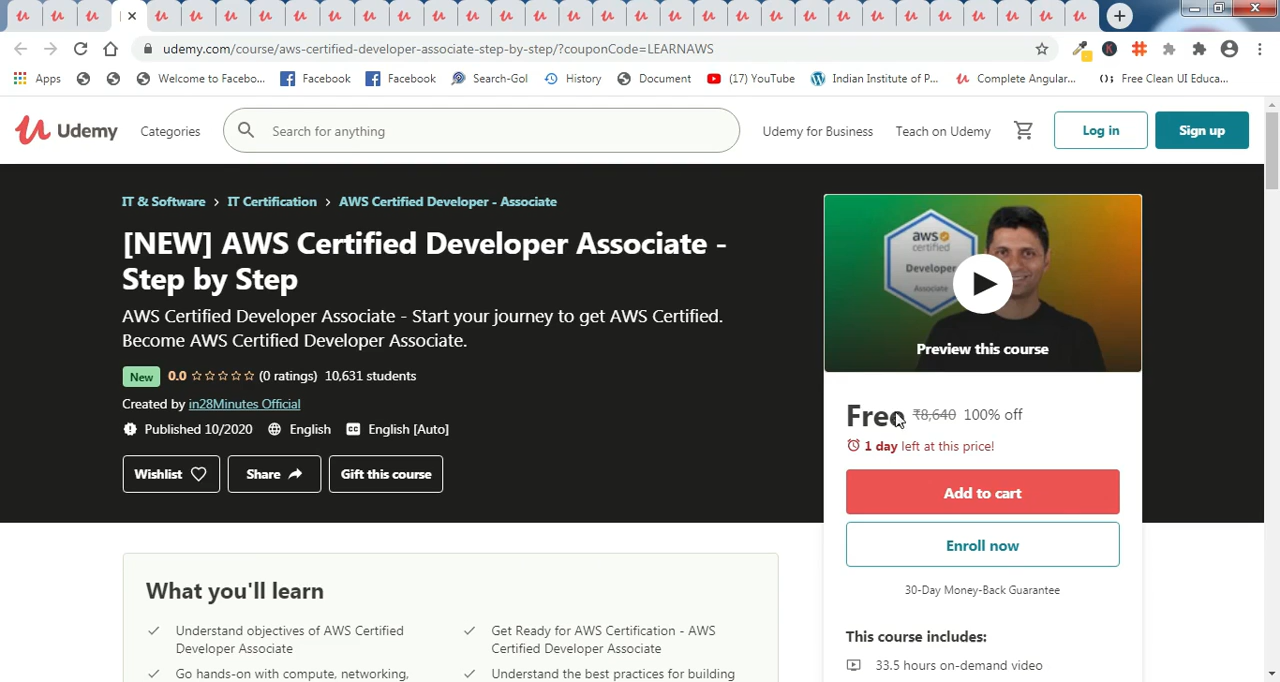 udemy.com/course/aws-certified-developer-associate-step-by-step/?couponCode=LEARNAWS
Apps
Welcome to Facebo...
Facebook
Facebook
Search-Gol
History
Document
(17) YouTube
Indian Institute of P...
Complete Angular...
Free Clean UI Educa...
Udemy
Categories
Search for anything
Udemy for Business
Teach on Udemy
Log in
Sign up
IT & Software > IT Certification > AWS Certified Developer - Associate
[NEW] AWS Certified Developer Associate -
Step by Step
AWS Certified Developer Associate - Start your journey to get AWS Certified.
Become AWS Certified Developer Associate.
New 0.0 (0 ratings) 10,631 students
Created by in28Minutes Official
Published 10/2020 English English [Auto]
Wishlist
Share
Gift this course
aws
certified
Developer
Associate
Preview this course
Free ₹8,640 100% off
1 day left at this price!
Add to cart
Enroll now
30-Day Money-Back Guarantee
This course includes:
33.5 hours on-demand video
What you'll learn
Understand objectives of AWS Certified
Developer Associate
Go hands-on with compute, networking,
Get Ready for AWS Certification - AWS
Certified Developer Associate
Understand the best practices for building